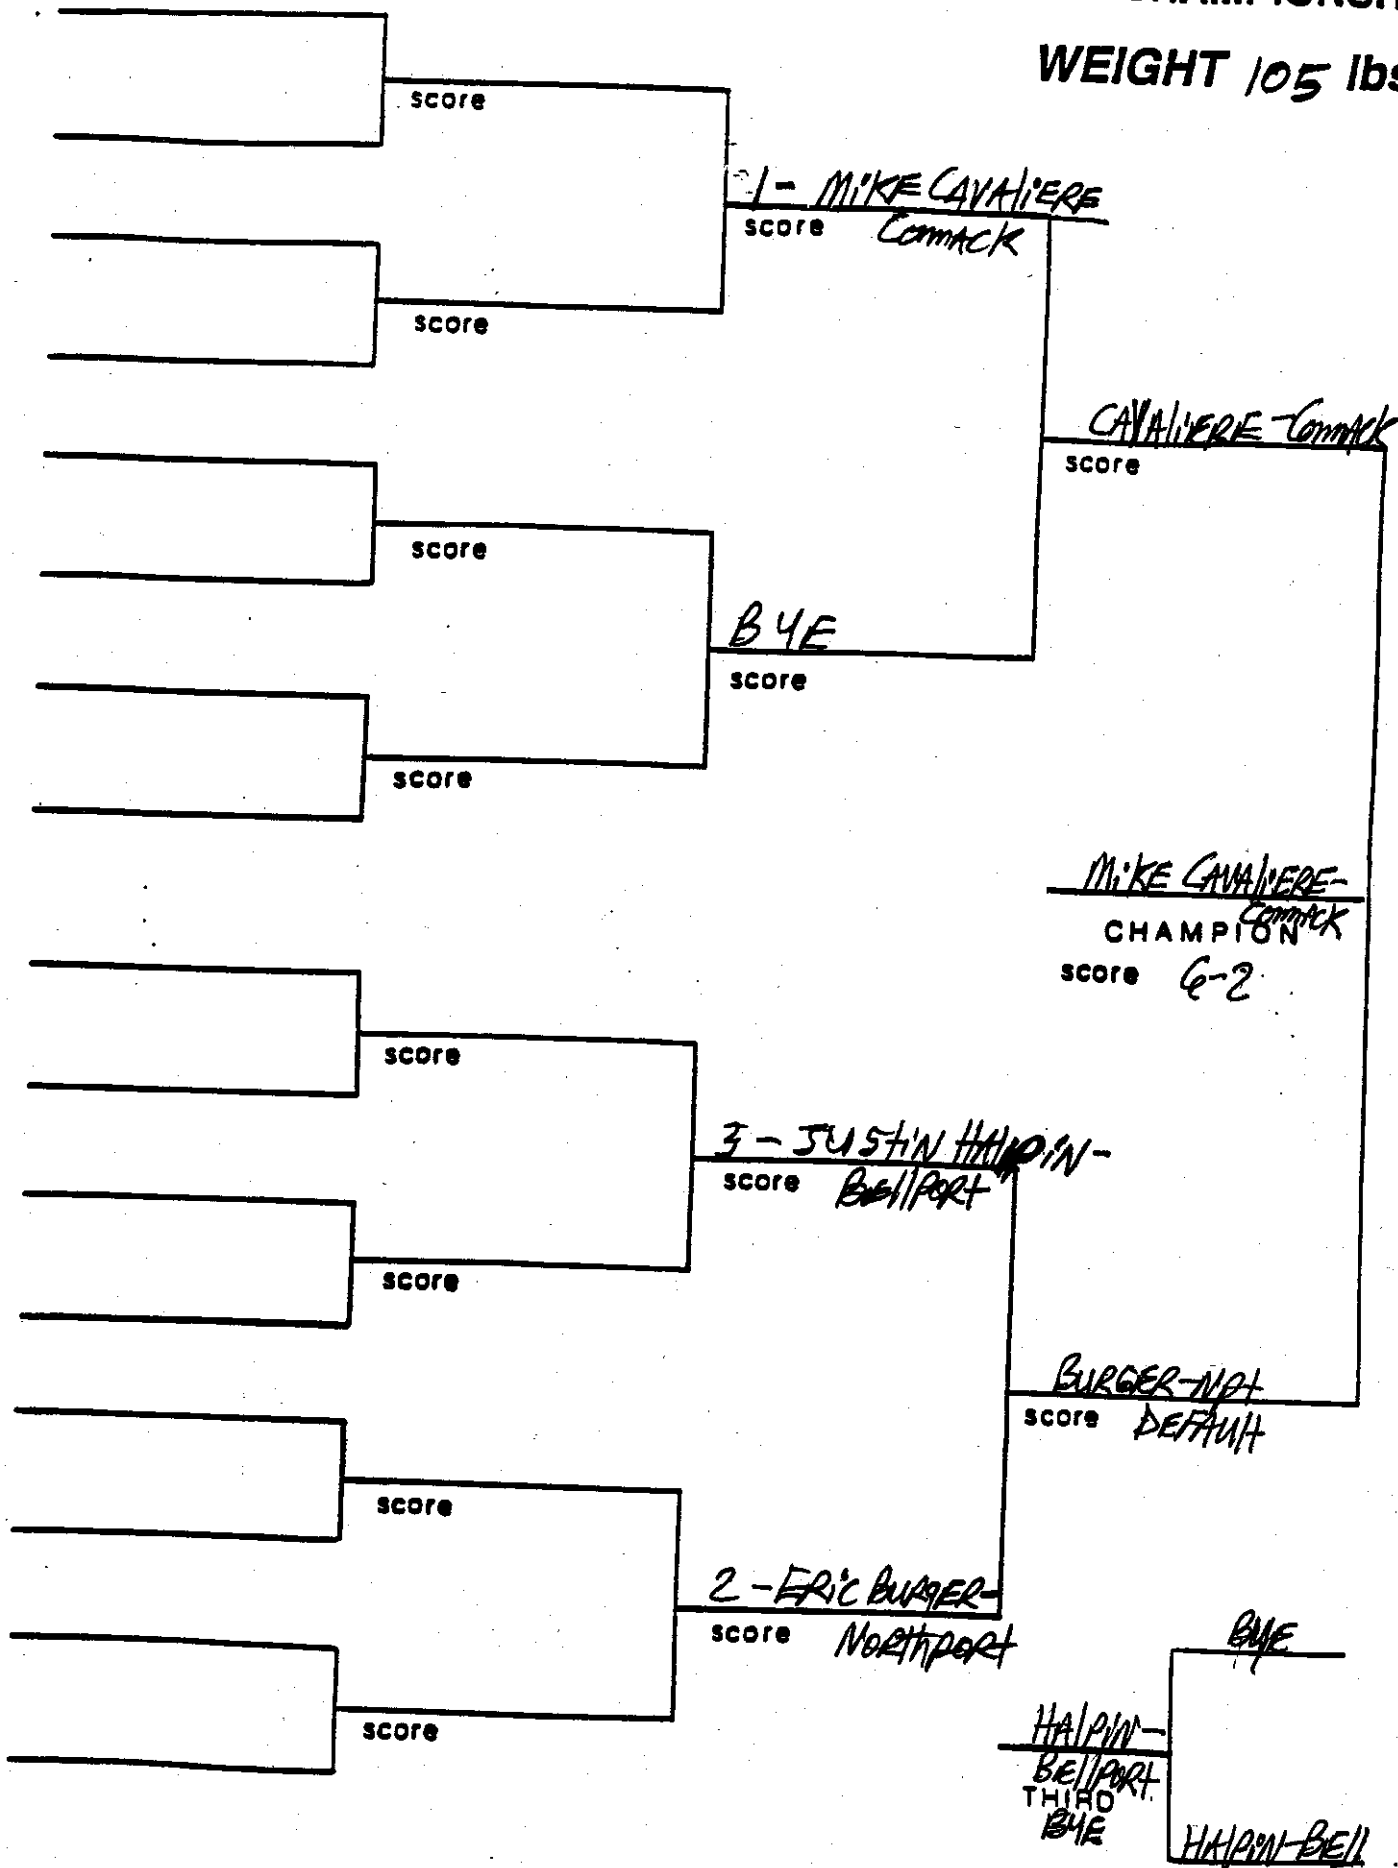 WEIGHT 105 lbs
score
1- MIKE CAVALIERE
score COMMACK
score
CAVALIERE-COMMACK
score
score
BYE
score
score
MIKE CAVALIERE-
COMMACK
CHAMPION
score 6-2
score
3 - JUSTIN HALPIN-
score BELLPORT
score
BURGER-NPT
score DEFAULT
score
2 -ERIC BURGER-
score NORTHPORT
BYE
score
HALPIN-
BELLPORT
THIRD
BYE
HALPIN-BELL